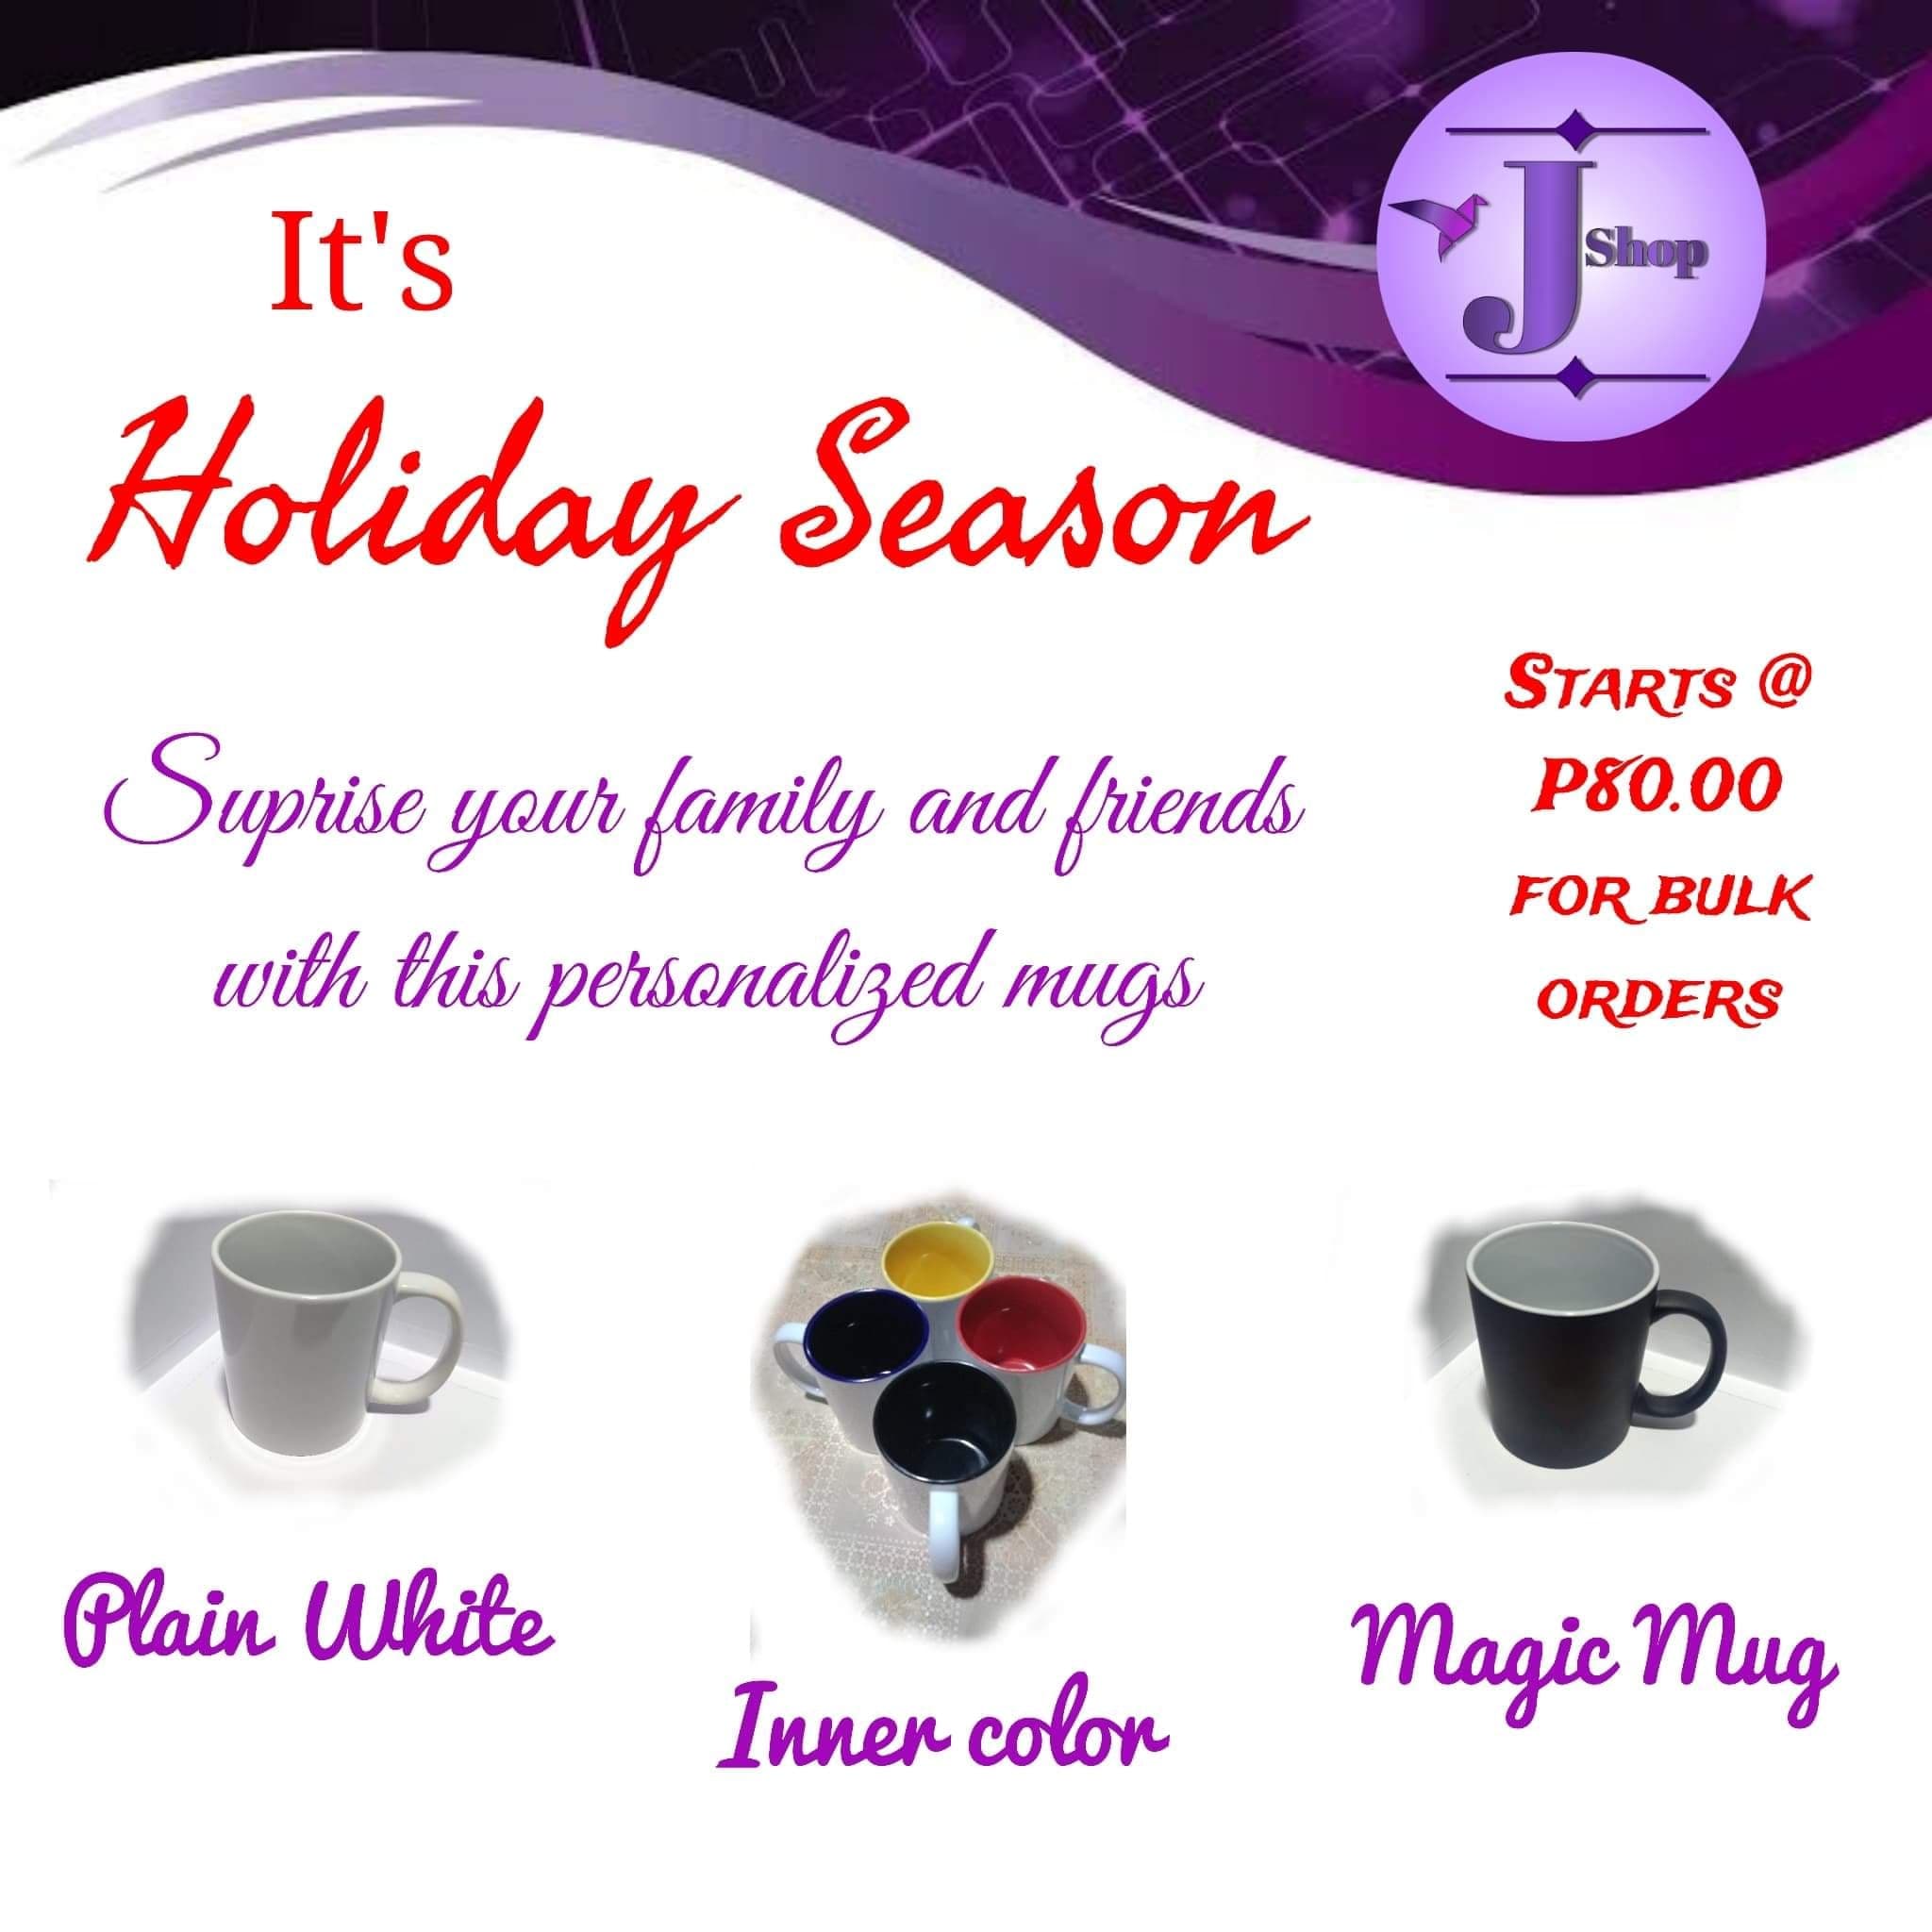 J Shop
It's
Holiday Season
Suprise your family and friends
with this personalized mugs
Starts @
P80.00
for bulk
orders
Plain White
Inner color
Magic Mug